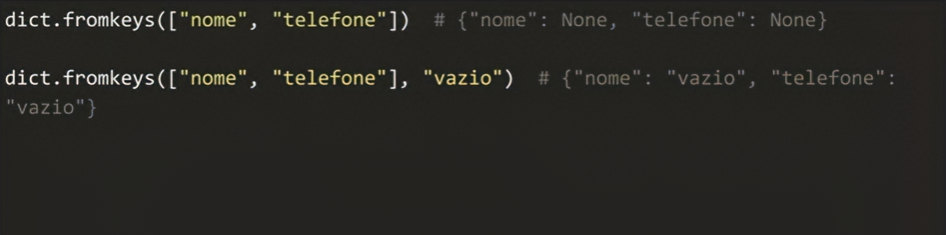 dict.fromkeys(["nome", "telefone"])  # {"nome": None, "telefone": None}
dict.fromkeys(["nome", "telefone"], "vazio")  # {"nome": "vazio", "telefone":
"vazio"}